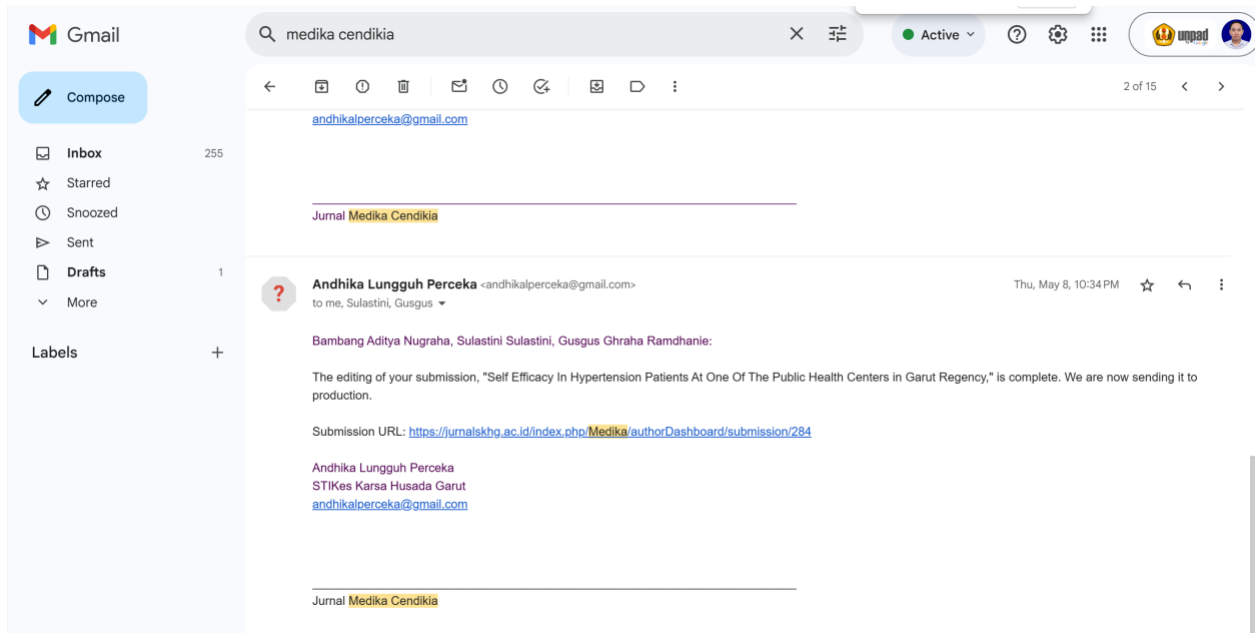 Gmail
medika cendikia
Active
unpad
Compose
2 of 15
andhikalperceka@gmail.com
Inbox 255
Starred
Snoozed
Sent
Drafts 1
More
Labels
Jurnal Medika Cendikia
Andhika Lungguh Perceka <andhikalperceka@gmail.com>
Thu, May 8, 10:34 PM
to me, Sulastini, Gusgus
Bambang Aditya Nugraha, Sulastini Sulastini, Gusgus Ghraha Ramdhanie:
The editing of your submission, "Self Efficacy In Hypertension Patients At One Of The Public Health Centers in Garut Regency," is complete. We are now sending it to
production.
Submission URL: https://jurnalskhg.ac.id/index.php/Medika/authorDashboard/submission/284
Andhika Lungguh Perceka
STIKes Karsa Husada Garut
andhikalperceka@gmail.com
Jurnal Medika Cendikia